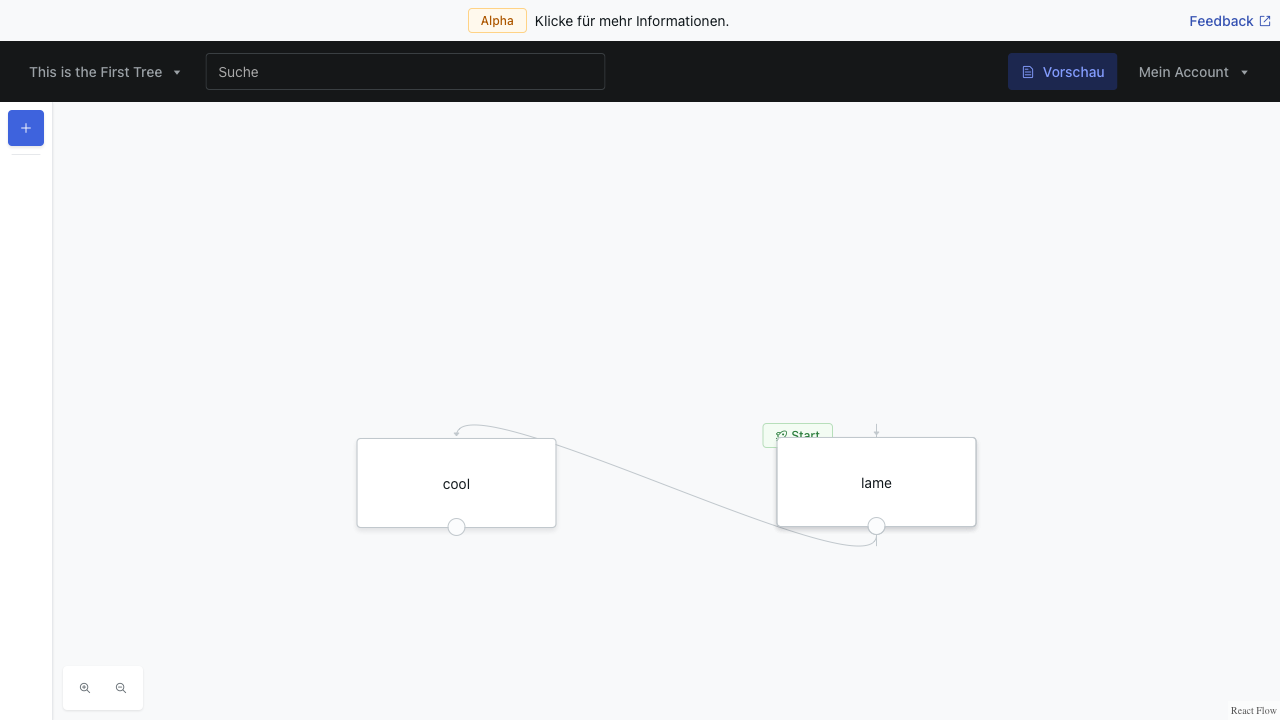 Alpha Klicke für mehr Informationen.
Feedback
This is the First Tree
Suche
Vorschau
Mein Account
Start
cool
lame
React Flow